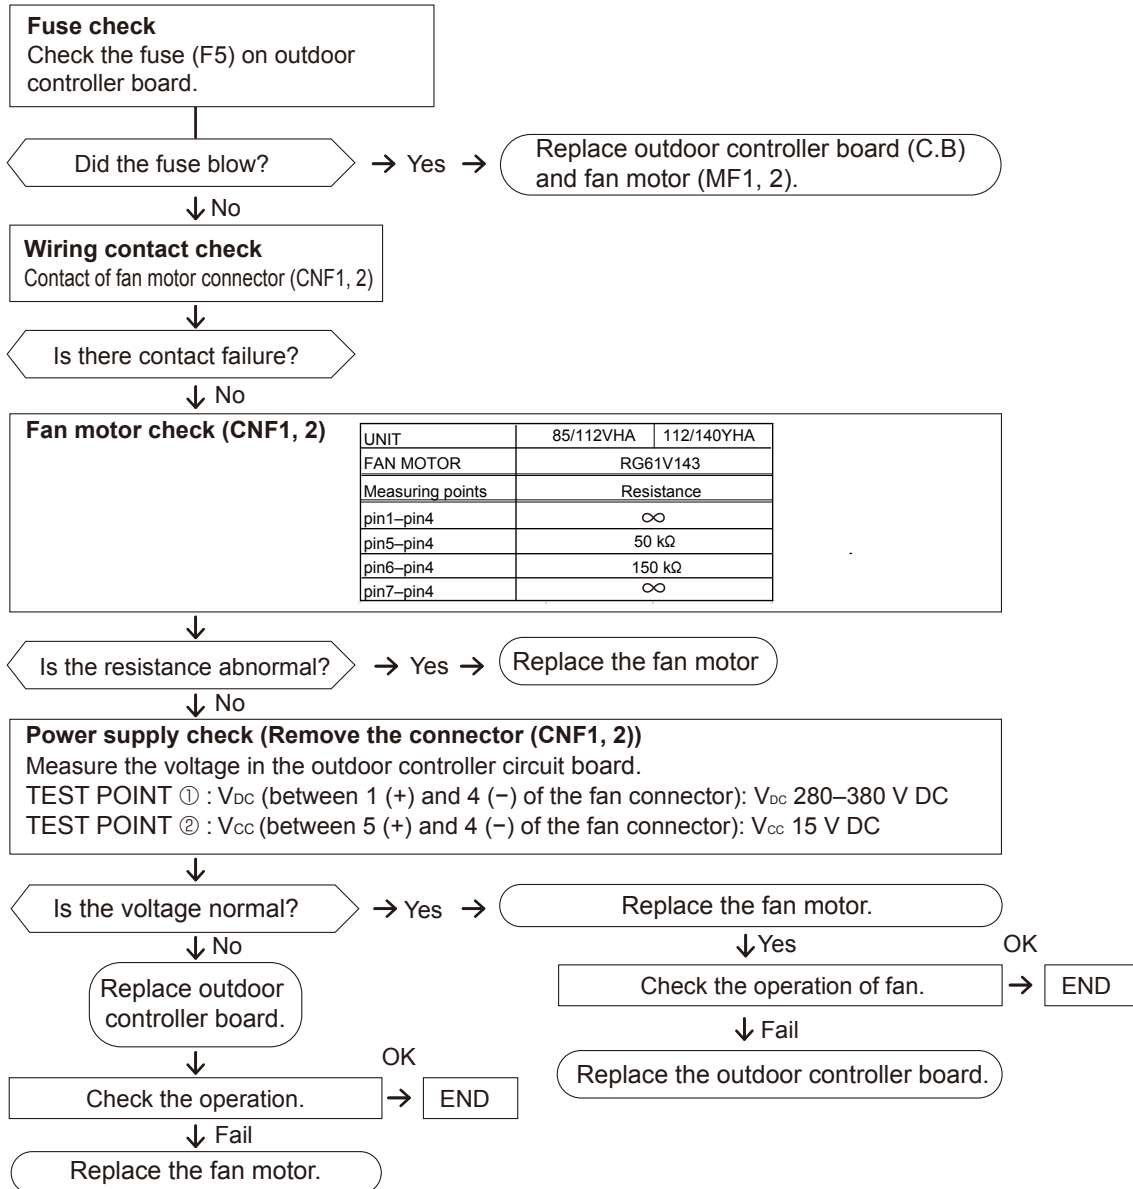 Fuse check
Check the fuse (F5) on outdoor
controller board.
Did the fuse blow?
→ Yes →
Replace outdoor controller board (C.B)
and fan motor (MF1, 2).
↓ No
Wiring contact check
Contact of fan motor connector (CNF1, 2)
Is there contact failure?
↓ No
Fan motor check (CNF1, 2)
UNIT 85/112VHA 112/140YHA
FAN MOTOR RG61V143
Measuring points Resistance
pin1–pin4 ∞
pin5–pin4 50 kΩ
pin6–pin4 150 kΩ
pin7–pin4 ∞
Is the resistance abnormal?
→ Yes →
Replace the fan motor
↓ No
Power supply check (Remove the connector (CNF1, 2))
Measure the voltage in the outdoor controller circuit board.
TEST POINT ① : VDC (between 1 (+) and 4 (−) of the fan connector): VDC 280–380 V DC
TEST POINT ② : VCC (between 5 (+) and 4 (−) of the fan connector): VCC 15 V DC
Is the voltage normal?
→ Yes →
Replace the fan motor.
↓ No
↓ Yes
OK
Replace outdoor
controller board.
Check the operation of fan.
→ END
↓ Fail
Replace the outdoor controller board.
OK
Check the operation.
→ END
↓ Fail
Replace the fan motor.